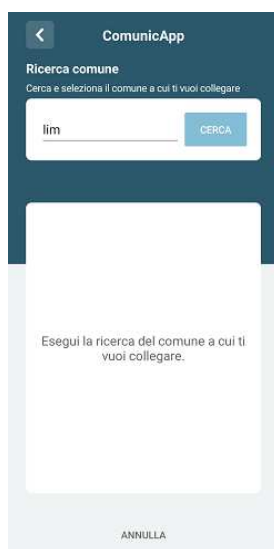 ComunicApp
Ricerca comune
Cerca e seleziona il comune a cui ti vuoi collegare
lim
CERCA
Esegui la ricerca del comune a cui ti
vuoi collegare.
ANNULLA